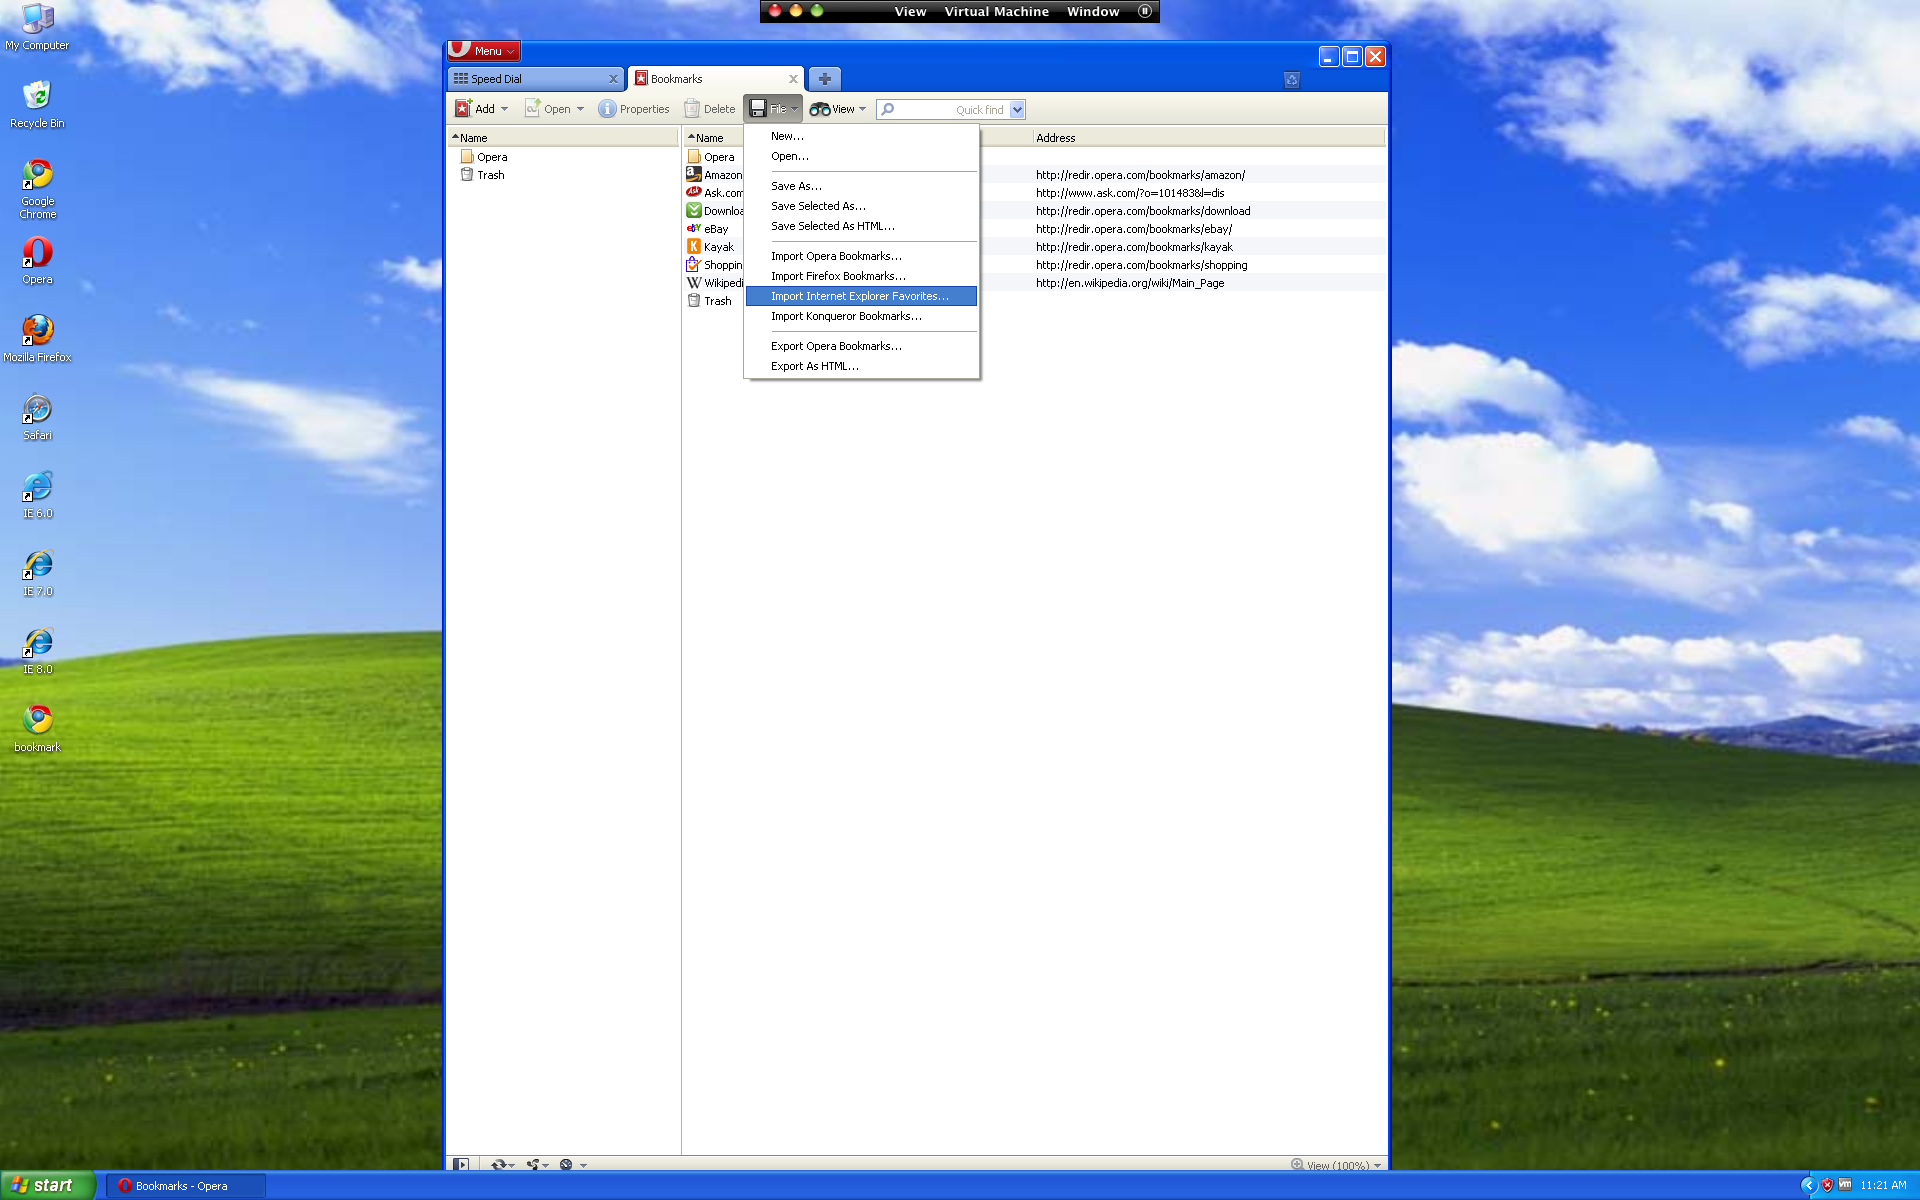 View Virtual Machine Window
My Computer
Recycle Bin
Google Chrome
Opera
Mozilla Firefox
Safari
IE 6.0
IE 7.0
IE 8.0
bookmark
Menu
Speed Dial
Bookmarks
Add Open Properties Delete File View Quick find
Name
Opera
Trash
Name Address
Opera
Amazon http://redir.opera.com/bookmarks/amazon/
Ask.com http://www.ask.com/?o=101483&l=dis
Downloa http://redir.opera.com/bookmarks/download
eBay http://redir.opera.com/bookmarks/ebay/
Kayak http://redir.opera.com/bookmarks/kayak
Shoppin http://redir.opera.com/bookmarks/shopping
Wikipedi http://en.wikipedia.org/wiki/Main_Page
Trash
New...
Open...
Save As...
Save Selected As...
Save Selected As HTML...
Import Opera Bookmarks...
Import Firefox Bookmarks...
Import Internet Explorer Favorites...
Import Konqueror Bookmarks...
Export Opera Bookmarks...
Export As HTML...
View (100%)
start
Bookmarks - Opera
11:21 AM